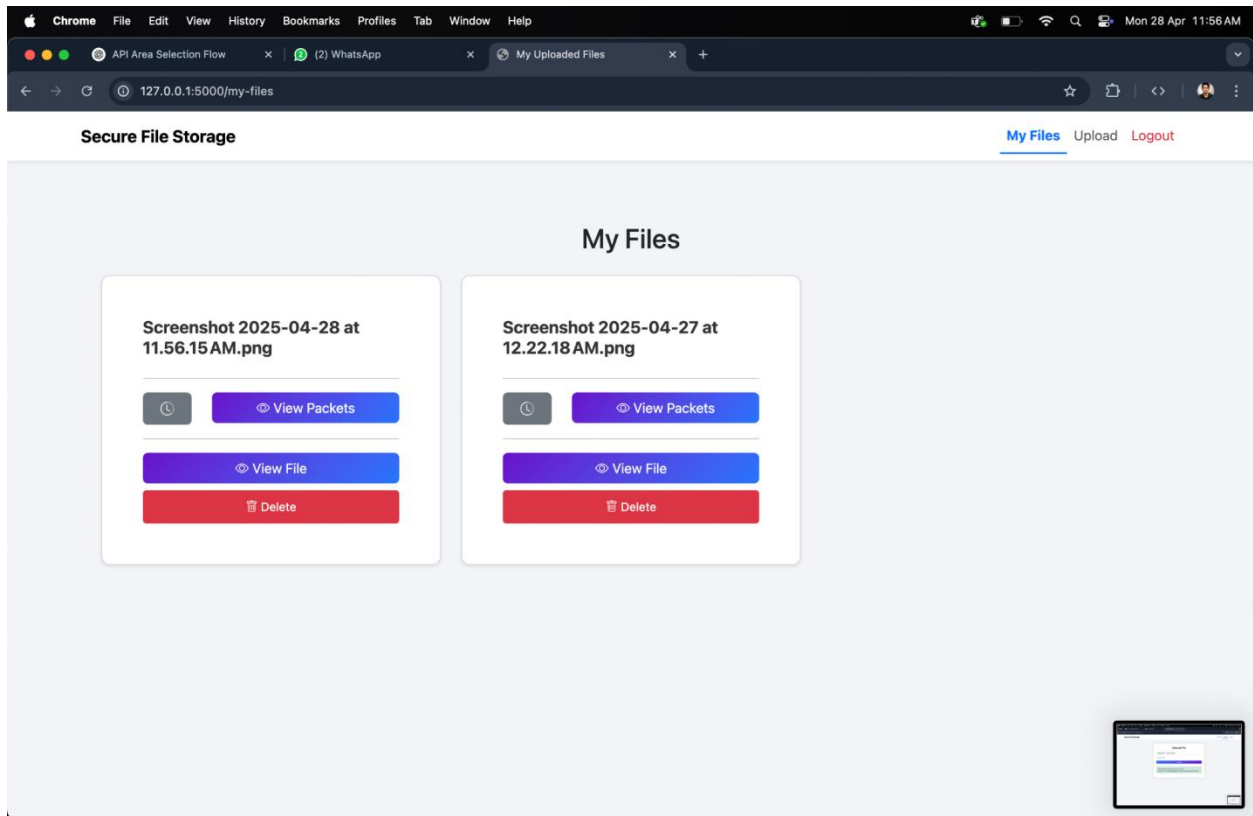 Chrome File Edit View History Bookmarks Profiles Tab Window Help Mon 28 Apr 11:56 AM
API Area Selection Flow (2) WhatsApp My Uploaded Files
127.0.0.1:5000/my-files
Secure File Storage My Files Upload Logout
My Files
Screenshot 2025-04-28 at
11.56.15 AM.png
View Packets
View File
Delete
Screenshot 2025-04-27 at
12.22.18 AM.png
View Packets
View File
Delete